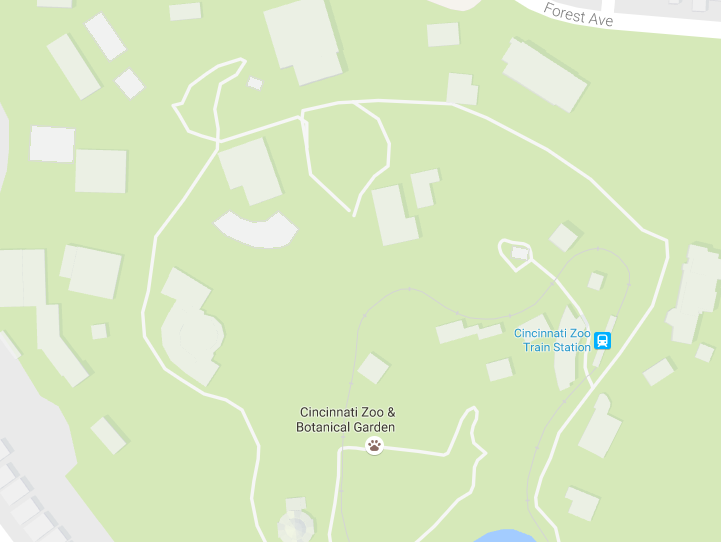 Forest Ave
Cincinnati Zoo
Train Station
Cincinnati Zoo &
Botanical Garden